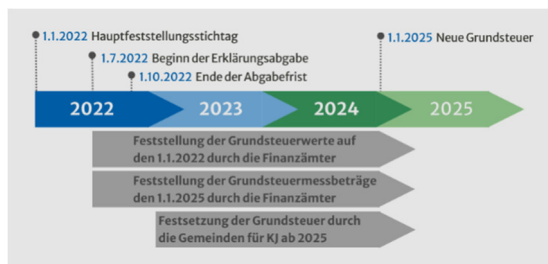 1.1.2022 Hauptfeststellungsstichtag
1.1.2025 Neue Grundsteuer
1.7.2022 Beginn der Erklärungsabgabe
1.10.2022 Ende der Abgabefrist
2022 2023 2024 2025
Feststellung der Grundsteuerwerte auf
den 1.1.2022 durch die Finanzämter
Feststellung der Grundsteuermessbeträge
den 1.1.2025 durch die Finanzämter
Festsetzung der Grundsteuer durch
die Gemeinden für KJ ab 2025